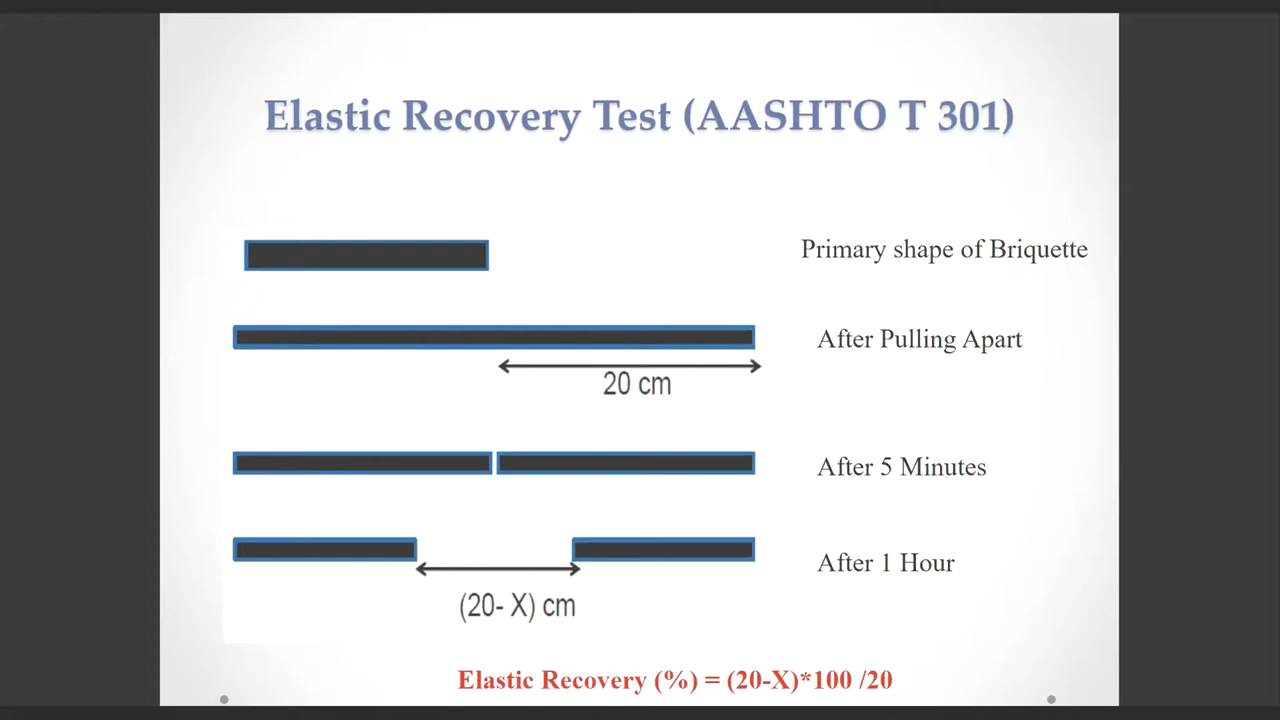 Elastic Recovery Test (AASHTO T 301)
Primary shape of Briquette
After Pulling Apart
20 cm
After 5 Minutes
After 1 Hour
(20- X) cm
Elastic Recovery (%) = (20-X)*100 /20